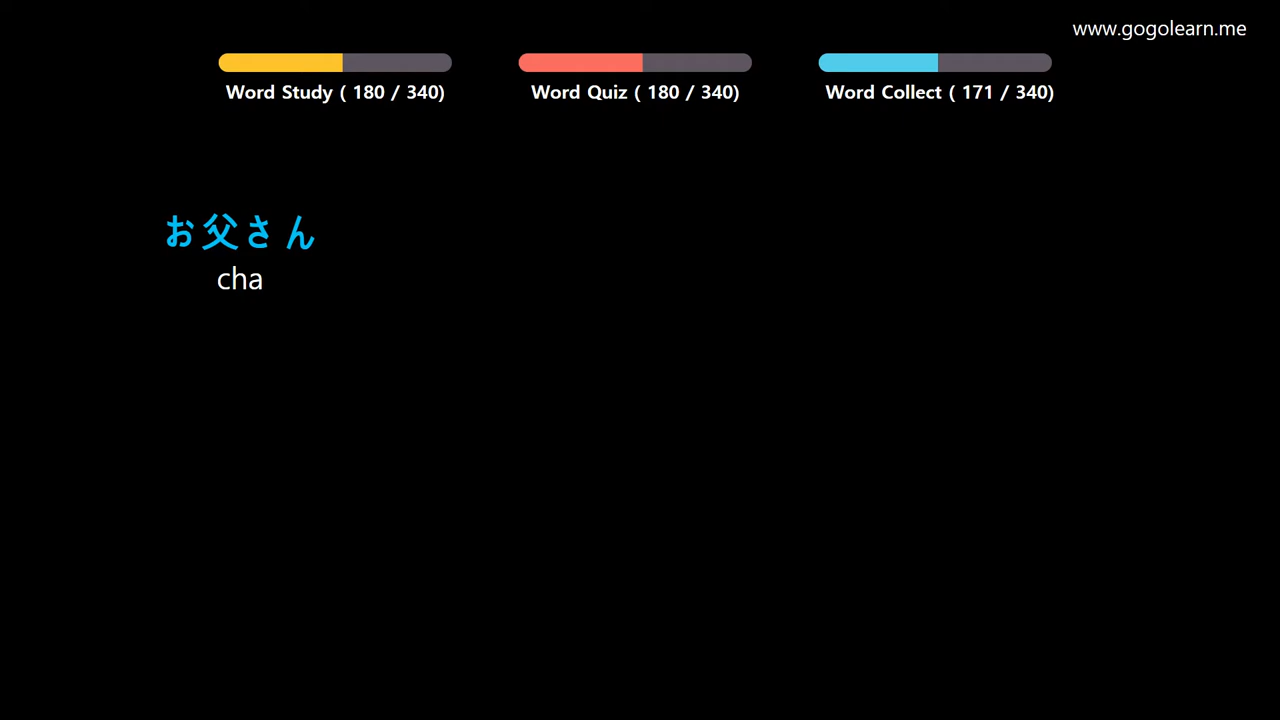 www.gogolearn.me
Word Study ( 180 / 340)
Word Quiz ( 180 / 340)
Word Collect ( 171 / 340)
お父さん
cha